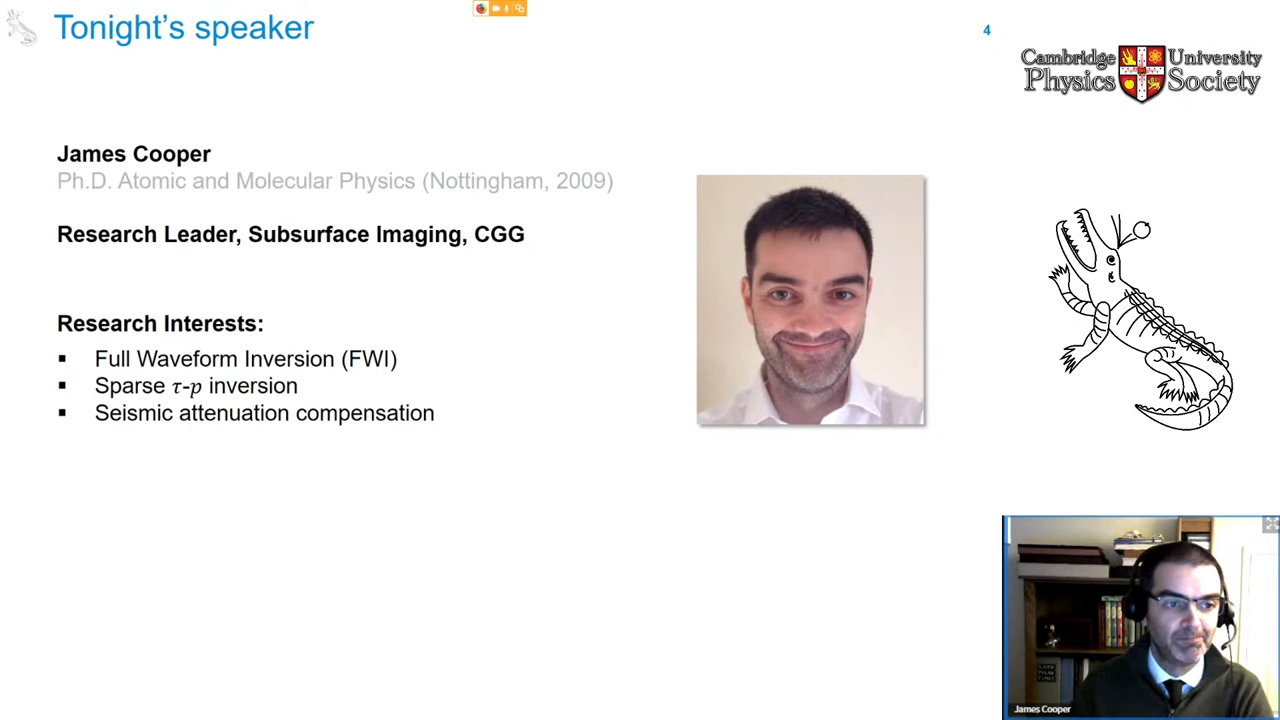 Tonight's speaker
4
Cambridge University
Physics Society
James Cooper
Ph.D. Atomic and Molecular Physics (Nottingham, 2009)
Research Leader, Subsurface Imaging, CGG
Research Interests:
▪ Full Waveform Inversion (FWI)
▪ Sparse τ-p inversion
▪ Seismic attenuation compensation
James Cooper